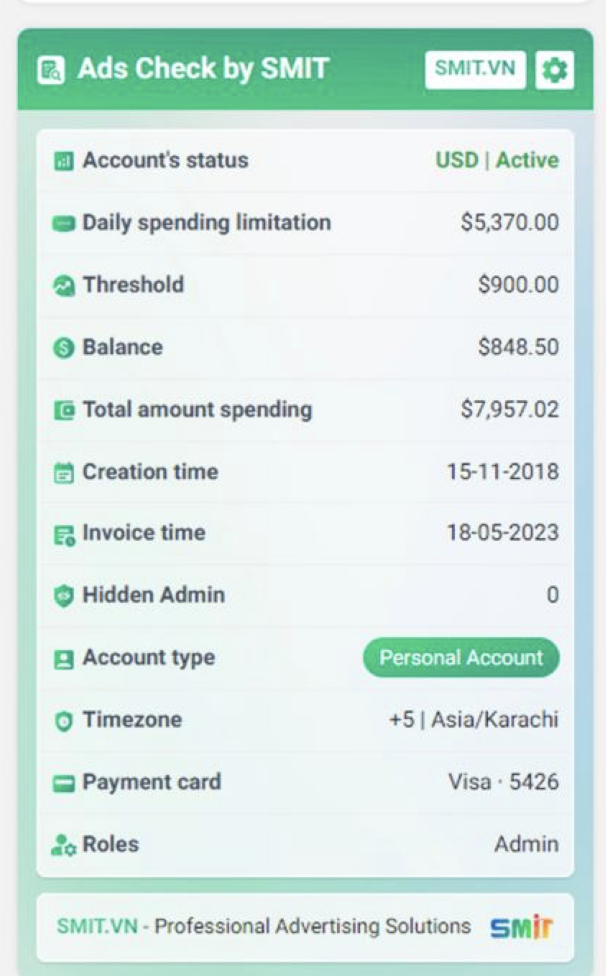 Ads Check by SMIT SMIT.VN
Account's status USD | Active
Daily spending limitation $5,370.00
Threshold $900.00
Balance $848.50
Total amount spending $7,957.02
Creation time 15-11-2018
Invoice time 18-05-2023
Hidden Admin 0
Account type Personal Account
Timezone +5 | Asia/Karachi
Payment card Visa · 5426
Roles Admin
SMIT.VN - Professional Advertising Solutions SMIT